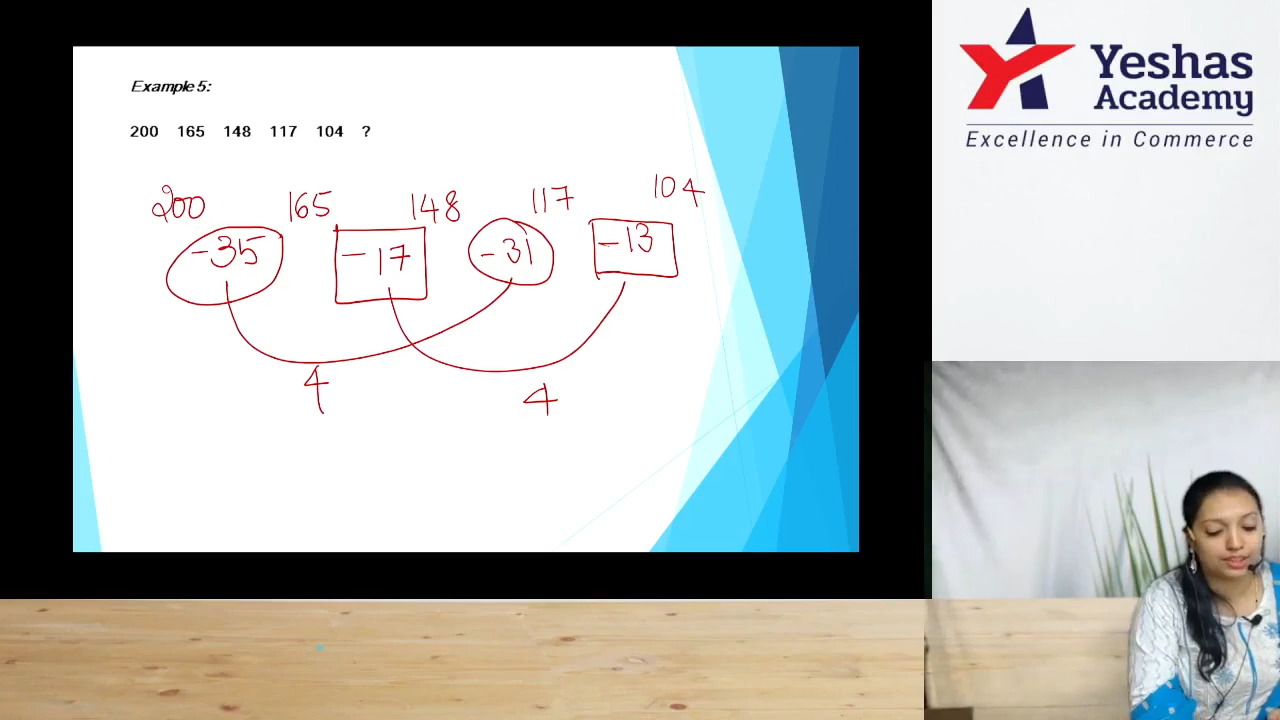 Example 5:
200 165 148 117 104 ?
200 165 148 117 104
-35 -17 -31 -13
4 4
Yeshas
Academy
Excellence in Commerce